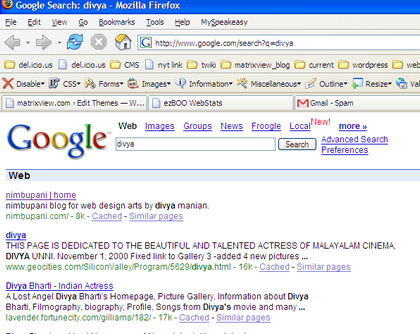 Google Search: divya - Mozilla Firefox
File Edit View Go Bookmarks Tools Help MySpeakeasy
http://www.google.com/search?q=divya
del.icio.us del.icio.us CMS nyt link twiki matrixview_blog current wordpress web
Disable CSS Forms Images Information Miscellaneous Outline Resize Vali
matrixview.com › Edit Themes — W... ezBOO WebStats Gmail - Spam
Google
Web Images Groups News Froogle Local New! more »
divya Search Advanced Search
Preferences
Web
nimbupani | home
nimbupani blog for web design arts by divya manian.
nimbupani.com/ - 8k - Cached - Similar pages
divya
THIS PAGE IS DEDICATED TO THE BEAUTIFUL AND TALENTED ACTRESS OF MALAYALAM CINEMA,
DIVYA UNNI. November 1, 2000 Fixed link to Gallery 3 -added 4 new pictures ...
www.geocities.com/SiliconValley/Program/5629/divya.html - 16k - Cached - Similar pages
Divya Bharti - Indian Actress
A Lost Angel Divya Bharti's Homepage, Picture Gallery, Information about Divya
Bharti, Filmography, biography, Profile, Songs from Divya's movie and many ...
lavender.fortunecity.com/gilliams/182/ - 17k - Cached - Similar pages